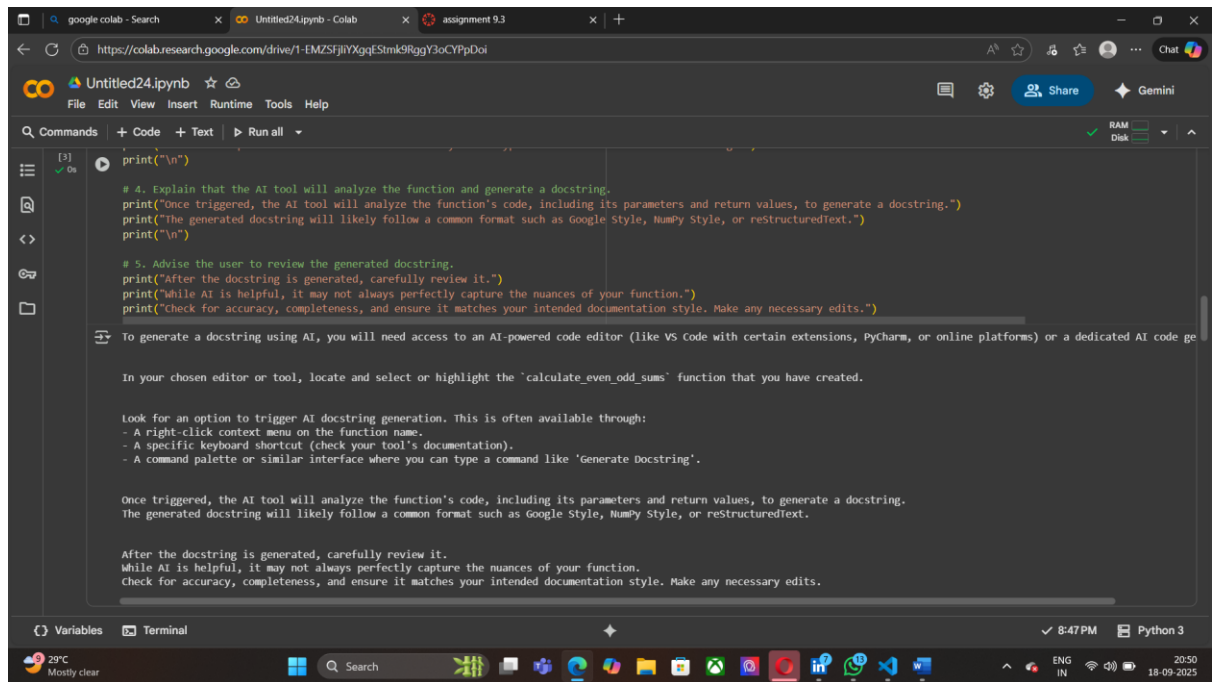 google colab - Search
Untitled24.ipynb - Colab
assignment 9.3
https://colab.research.google.com/drive/1-EMZSFjliYXgqEStmk9RggY3oCYPpDoi
Chat
Untitled24.ipynb
File Edit View Insert Runtime Tools Help
Share
Gemini
Commands + Code + Text Run all
RAM
Disk
[3]
0s
print("\n")
# 4. Explain that the AI tool will analyze the function and generate a docstring.
print("Once triggered, the AI tool will analyze the function's code, including its parameters and return values, to generate a docstring.")
print("The generated docstring will likely follow a common format such as Google Style, NumPy Style, or reStructuredText.")
print("\n")
# 5. Advise the user to review the generated docstring.
print("After the docstring is generated, carefully review it.")
print("While AI is helpful, it may not always perfectly capture the nuances of your function.")
print("Check for accuracy, completeness, and ensure it matches your intended documentation style. Make any necessary edits.")
To generate a docstring using AI, you will need access to an AI-powered code editor (like VS Code with certain extensions, PyCharm, or online platforms) or a dedicated AI code ge
In your chosen editor or tool, locate and select or highlight the `calculate_even_odd_sums` function that you have created.
Look for an option to trigger AI docstring generation. This is often available through:
- A right-click context menu on the function name.
- A specific keyboard shortcut (check your tool's documentation).
- A command palette or similar interface where you can type a command like 'Generate Docstring'.
Once triggered, the AI tool will analyze the function's code, including its parameters and return values, to generate a docstring.
The generated docstring will likely follow a common format such as Google Style, NumPy Style, or reStructuredText.
After the docstring is generated, carefully review it.
While AI is helpful, it may not always perfectly capture the nuances of your function.
Check for accuracy, completeness, and ensure it matches your intended documentation style. Make any necessary edits.
Variables
Terminal
8:47 PM
Python 3
29°C
Mostly clear
Search
ENG
IN
20:50
18-09-2025